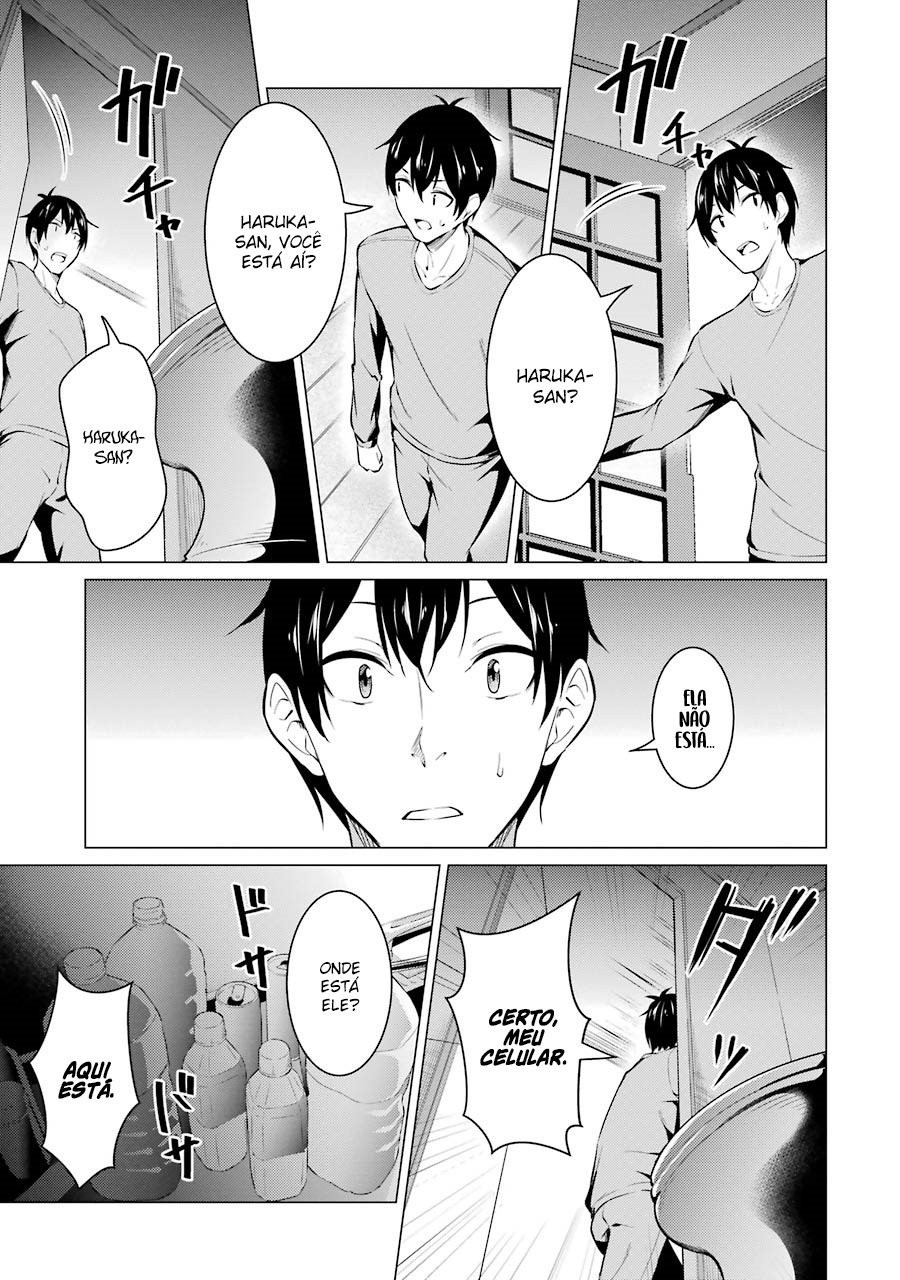 ガチャ
HARUKA-
SAN?
HARUKA-
SAN, VOCÊ
ESTÁ AÍ?
ガチャ
HARUKA-
SAN?
ELA
NÃO
ESTÁ...
ダッ
CERTO,
MEU
CELULAR.
ドサ
ONDE
ESTÁ
ELE?
ドサ
AQUI
ESTÁ.